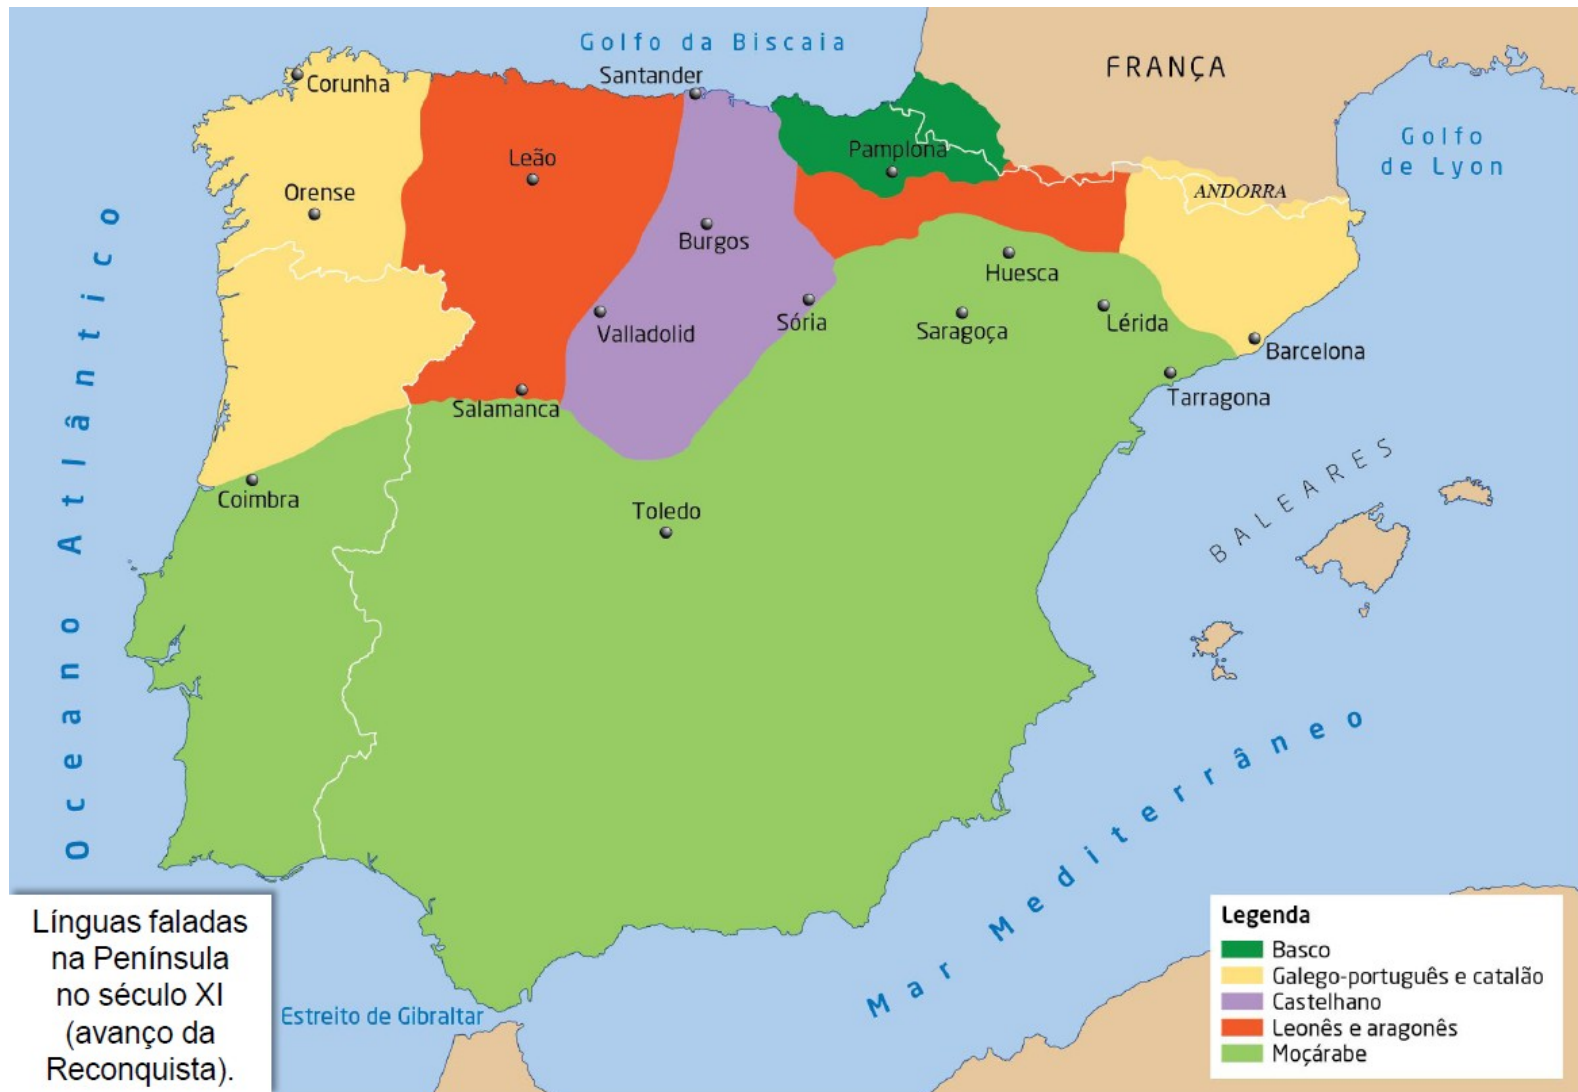 Golfo da Biscaia
FRANÇA
Santander
Corunha
Golfo
de Lyon
Pamplona
Leão
Orense
ANDORRA
Burgos
Huesca
Valladolid
Sória
Saragoça
Lérida
Barcelona
Salamanca
Tarragona
Coimbra
Toledo
BALEARES
Oceano Atlântico
Mar Mediterrâneo
Estreito de Gibraltar
Línguas faladas
na Península
no século XI
(avanço da
Reconquista).
Legenda
Basco
Galego-português e catalão
Castelhano
Leonês e aragonês
Moçárabe